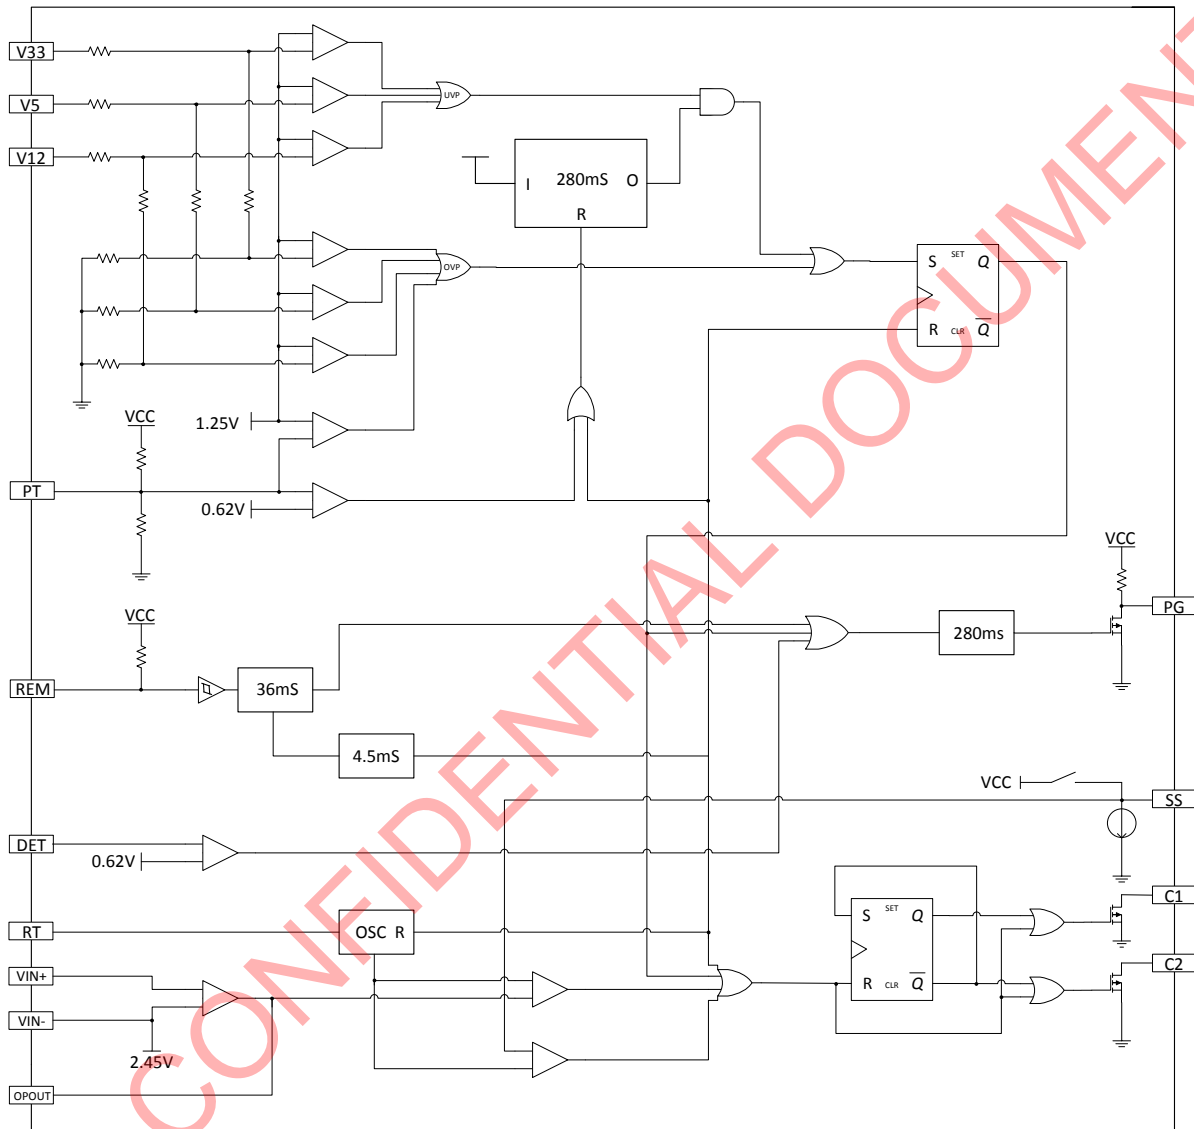 V33
V5
UVP
V12
280mS
I
O
R
OVP
S
SET
Q
R
CLR
Q
VCC
1.25V
PT
0.62V
VCC
PG
VCC
REM
36mS
280ms
4.5mS
VCC
SS
DET
0.62V
C1
S
SET
Q
RT
OSC
R
VIN+
C2
R
CLR
Q
VIN-
2.45V
OPOUT
CONFIDENTIAL DOCUMENT